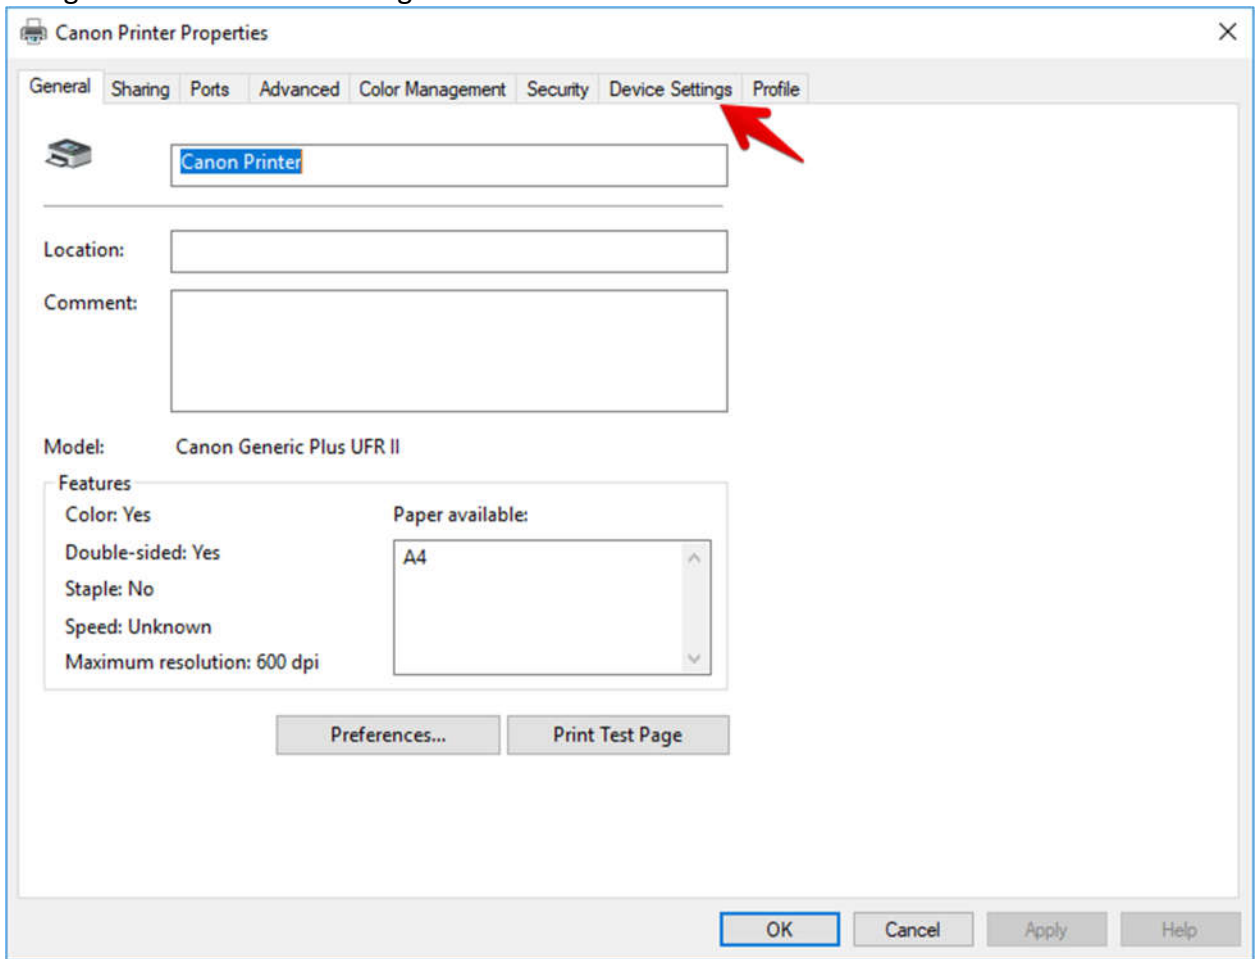 Canon Printer Properties
General Sharing Ports Advanced Color Management Security Device Settings Profile
Canon Printer
Location:
Comment:
Model: Canon Generic Plus UFR II
Features
Color: Yes
Double-sided: Yes
Staple: No
Speed: Unknown
Maximum resolution: 600 dpi
Paper available:
A4
Preferences... Print Test Page
OK Cancel Apply Help